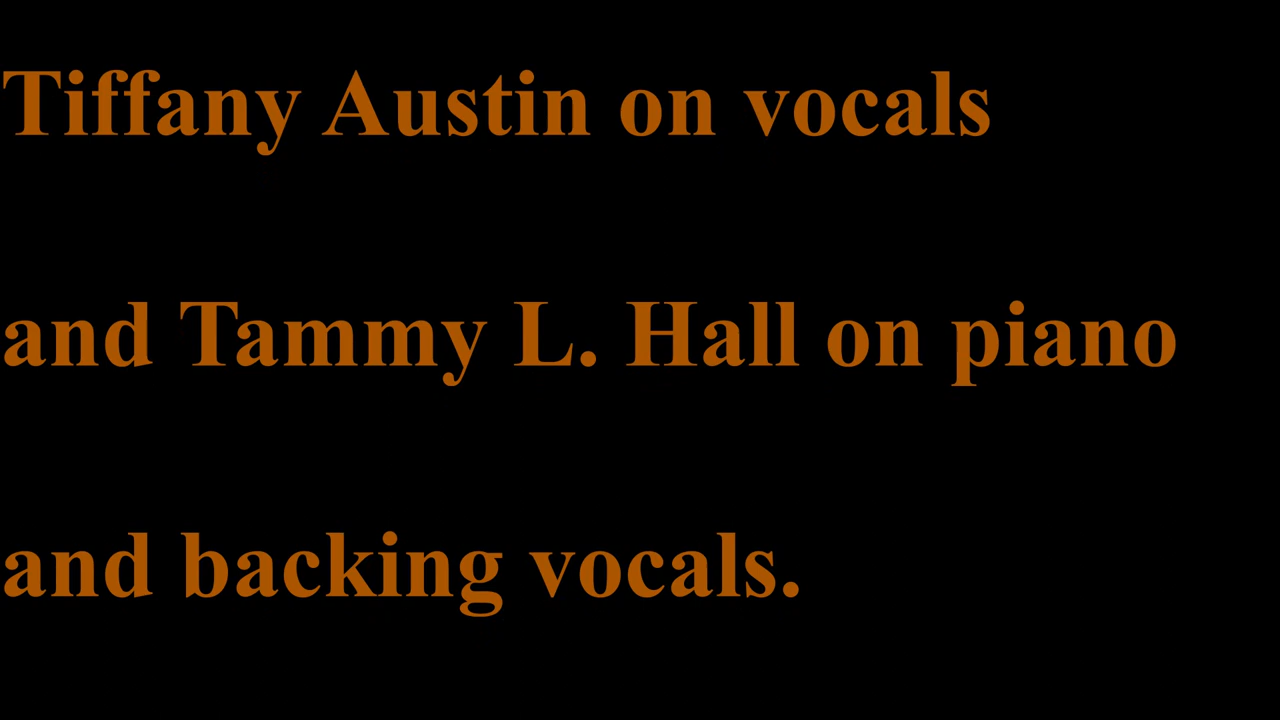 Tiffany Austin on vocals
and Tammy L. Hall on piano
and backing vocals.